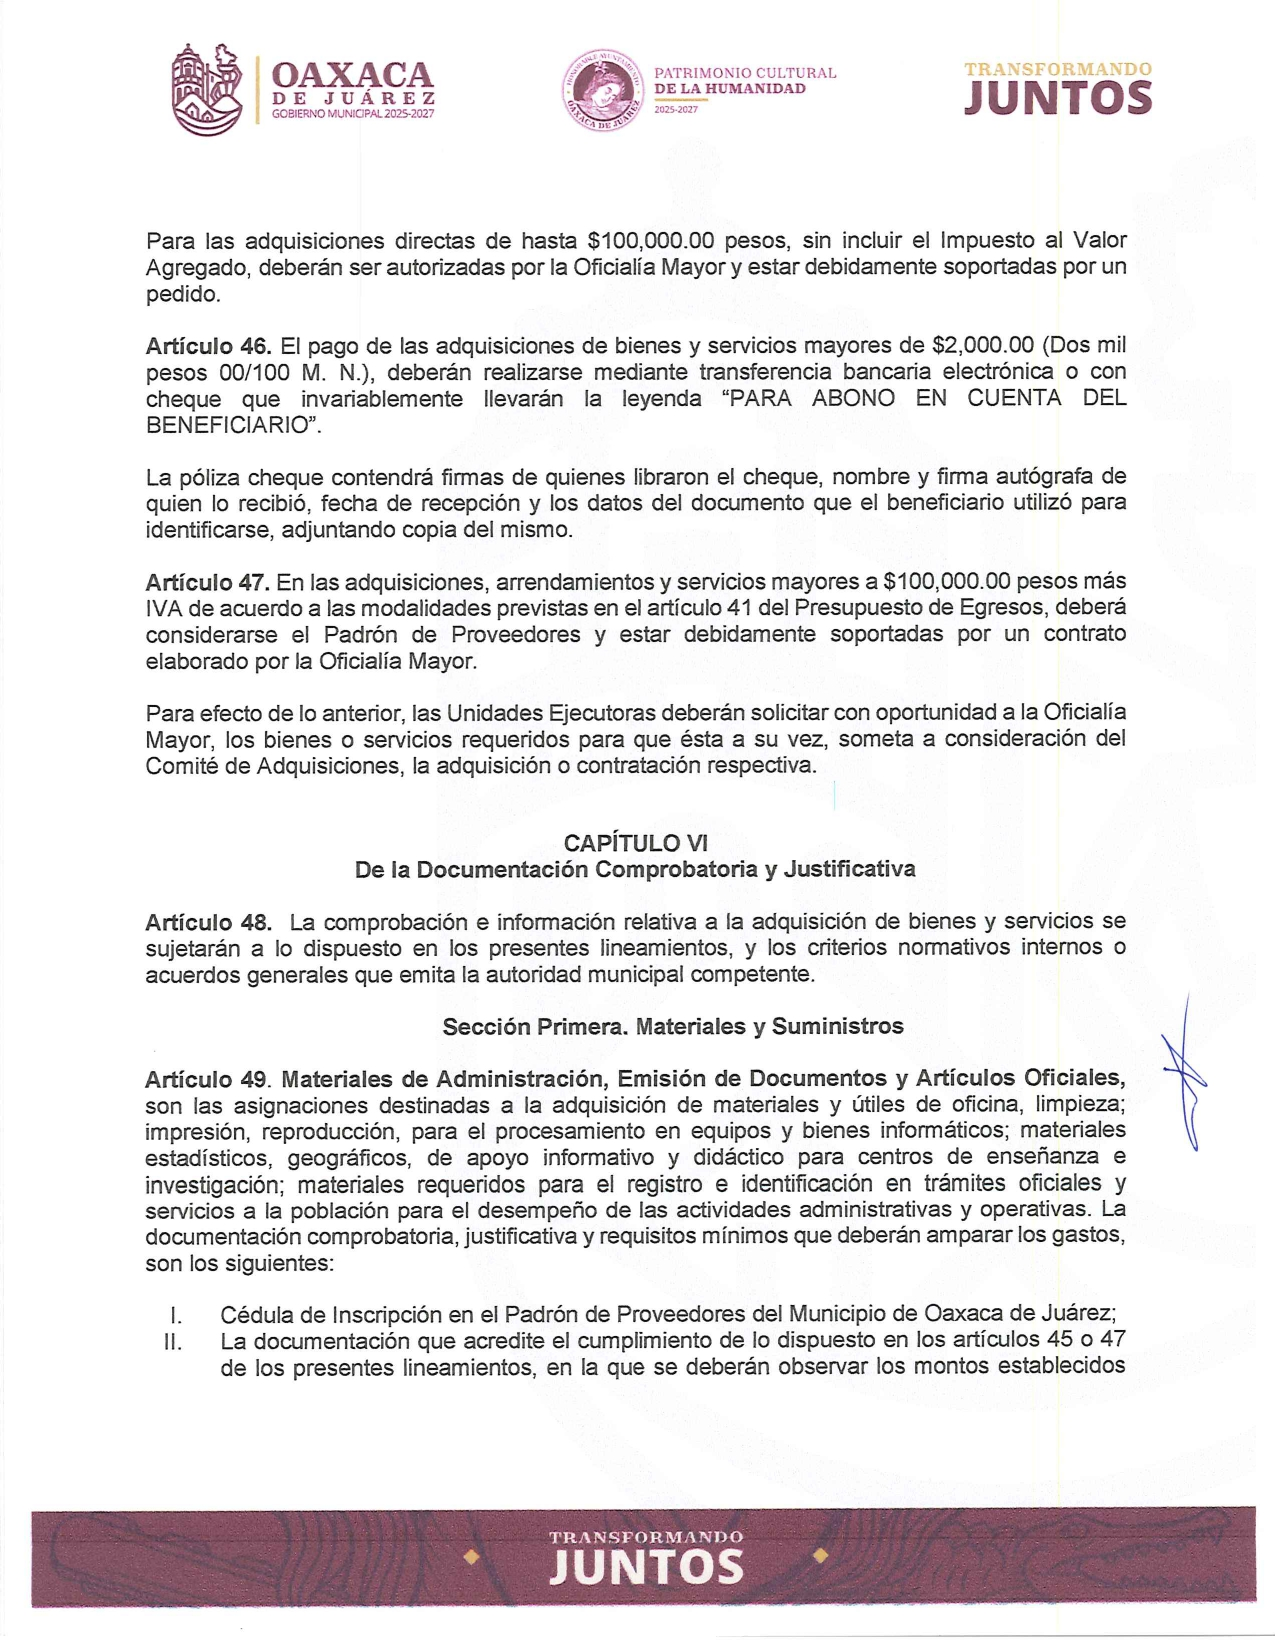 OAXACA
DE JUÁREZ
GOBIERNO MUNICIPAL 2025-2027
HONORABLE AYUNTAMIENTO
OAXACA DE JUÁREZ
PATRIMONIO CULTURAL
DE LA HUMANIDAD
2025-2027
TRANSFORMANDO
JUNTOS
Para las adquisiciones directas de hasta $100,000.00 pesos, sin incluir el Impuesto al Valor
Agregado, deberán ser autorizadas por la Oficialía Mayor y estar debidamente soportadas por un
pedido.
Artículo 46. El pago de las adquisiciones de bienes y servicios mayores de $2,000.00 (Dos mil
pesos 00/100 M. N.), deberán realizarse mediante transferencia bancaria electrónica o con
cheque que invariablemente llevarán la leyenda “PARA ABONO EN CUENTA DEL
BENEFICIARIO”.
La póliza cheque contendrá firmas de quienes libraron el cheque, nombre y firma autógrafa de
quien lo recibió, fecha de recepción y los datos del documento que el beneficiario utilizó para
identificarse, adjuntando copia del mismo.
Artículo 47. En las adquisiciones, arrendamientos y servicios mayores a $100,000.00 pesos más
IVA de acuerdo a las modalidades previstas en el artículo 41 del Presupuesto de Egresos, deberá
considerarse el Padrón de Proveedores y estar debidamente soportadas por un contrato
elaborado por la Oficialía Mayor.
Para efecto de lo anterior, las Unidades Ejecutoras deberán solicitar con oportunidad a la Oficialía
Mayor, los bienes o servicios requeridos para que ésta a su vez, someta a consideración del
Comité de Adquisiciones, la adquisición o contratación respectiva.
CAPÍTULO VI
De la Documentación Comprobatoria y Justificativa
Artículo 48. La comprobación e información relativa a la adquisición de bienes y servicios se
sujetarán a lo dispuesto en los presentes lineamientos, y los criterios normativos internos o
acuerdos generales que emita la autoridad municipal competente.
Sección Primera. Materiales y Suministros
Artículo 49. Materiales de Administración, Emisión de Documentos y Artículos Oficiales,
son las asignaciones destinadas a la adquisición de materiales y útiles de oficina, limpieza;
impresión, reproducción, para el procesamiento en equipos y bienes informáticos; materiales
estadísticos, geográficos, de apoyo informativo y didáctico para centros de enseñanza e
investigación; materiales requeridos para el registro e identificación en trámites oficiales y
servicios a la población para el desempeño de las actividades administrativas y operativas. La
documentación comprobatoria, justificativa y requisitos mínimos que deberán amparar los gastos,
son los siguientes:
I. Cédula de Inscripción en el Padrón de Proveedores del Municipio de Oaxaca de Juárez;
II. La documentación que acredite el cumplimiento de lo dispuesto en los artículos 45 o 47
de los presentes lineamientos, en la que se deberán observar los montos establecidos
TRANSFORMANDO
JUNTOS